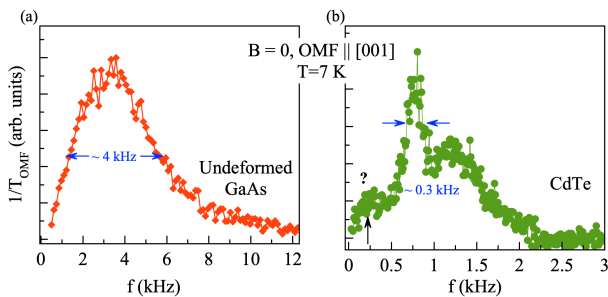 (a)
(b)
B = 0, OMF || [001]
T=7 K
1/T_OMF (arb. units)
~ 4 kHz
Undeformed
GaAs
?
~ 0.3 kHz
CdTe
0 2 4 6 8 10 12
f (kHz)
0 0.5 1 1.5 2 2.5 3
f (kHz)